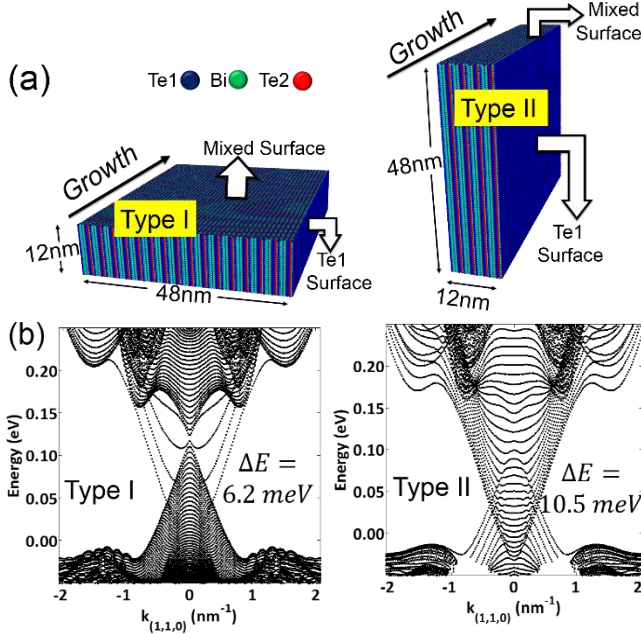 (a)
Te1 Bi Te2
Growth
Mixed Surface
Type I
12nm
48nm
Te1
Surface
Growth
Mixed
Surface
Type II
48nm
12nm
Te1
Surface
(b)
Energy (eV)
0.20
0.15
0.10
0.05
0.00
Type I
ΔE =
6.2 meV
-2 -1 0 1 2
k(1,1,0) (nm⁻¹)
Energy (eV)
0.20
0.15
0.10
0.05
0.00
Type II
ΔE =
10.5 meV
-2 -1 0 1 2
k(1,1,0) (nm⁻¹)